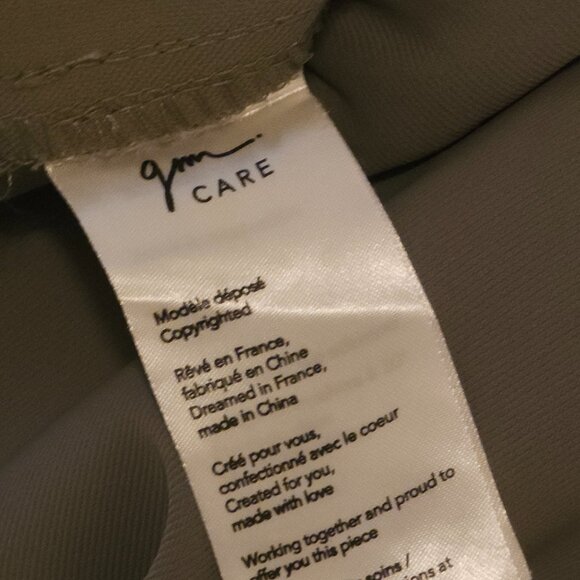 CARE
Modèle déposé
Copyrighted
Rêvé en France,
fabriqué en Chine
Dreamed in France,
made in China
Créé pour vous,
confectionné avec le coeur
Created for you,
made with love
Working together and proud to
offer you this piece
soins /
at